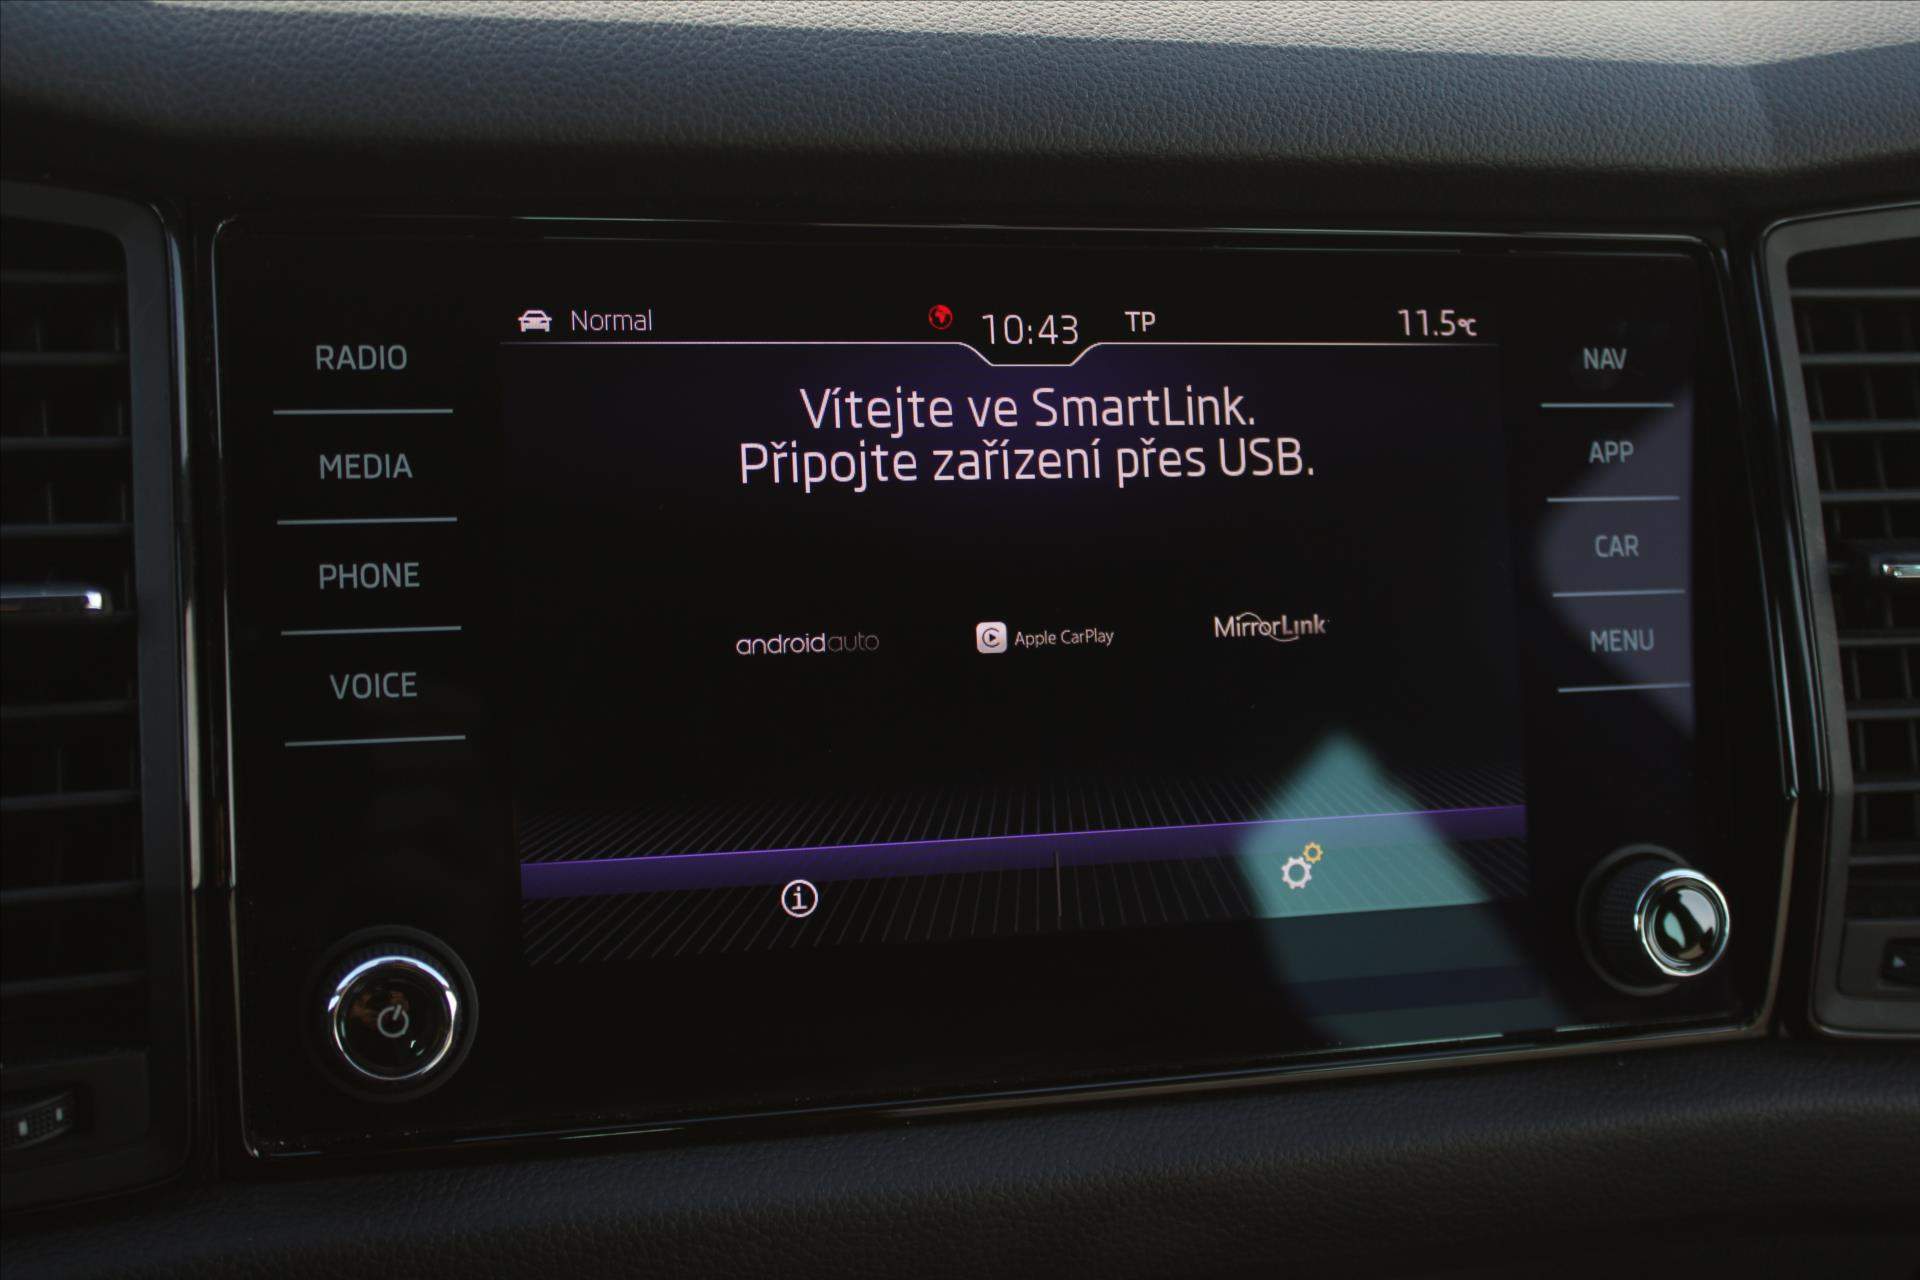 Normal 10:43 TP 11.5°C
Vítejte ve SmartLink.
Připojte zařízení přes USB.
androidauto Apple CarPlay MirrorLink
RADIO
MEDIA
PHONE
VOICE
NAV
APP
CAR
MENU